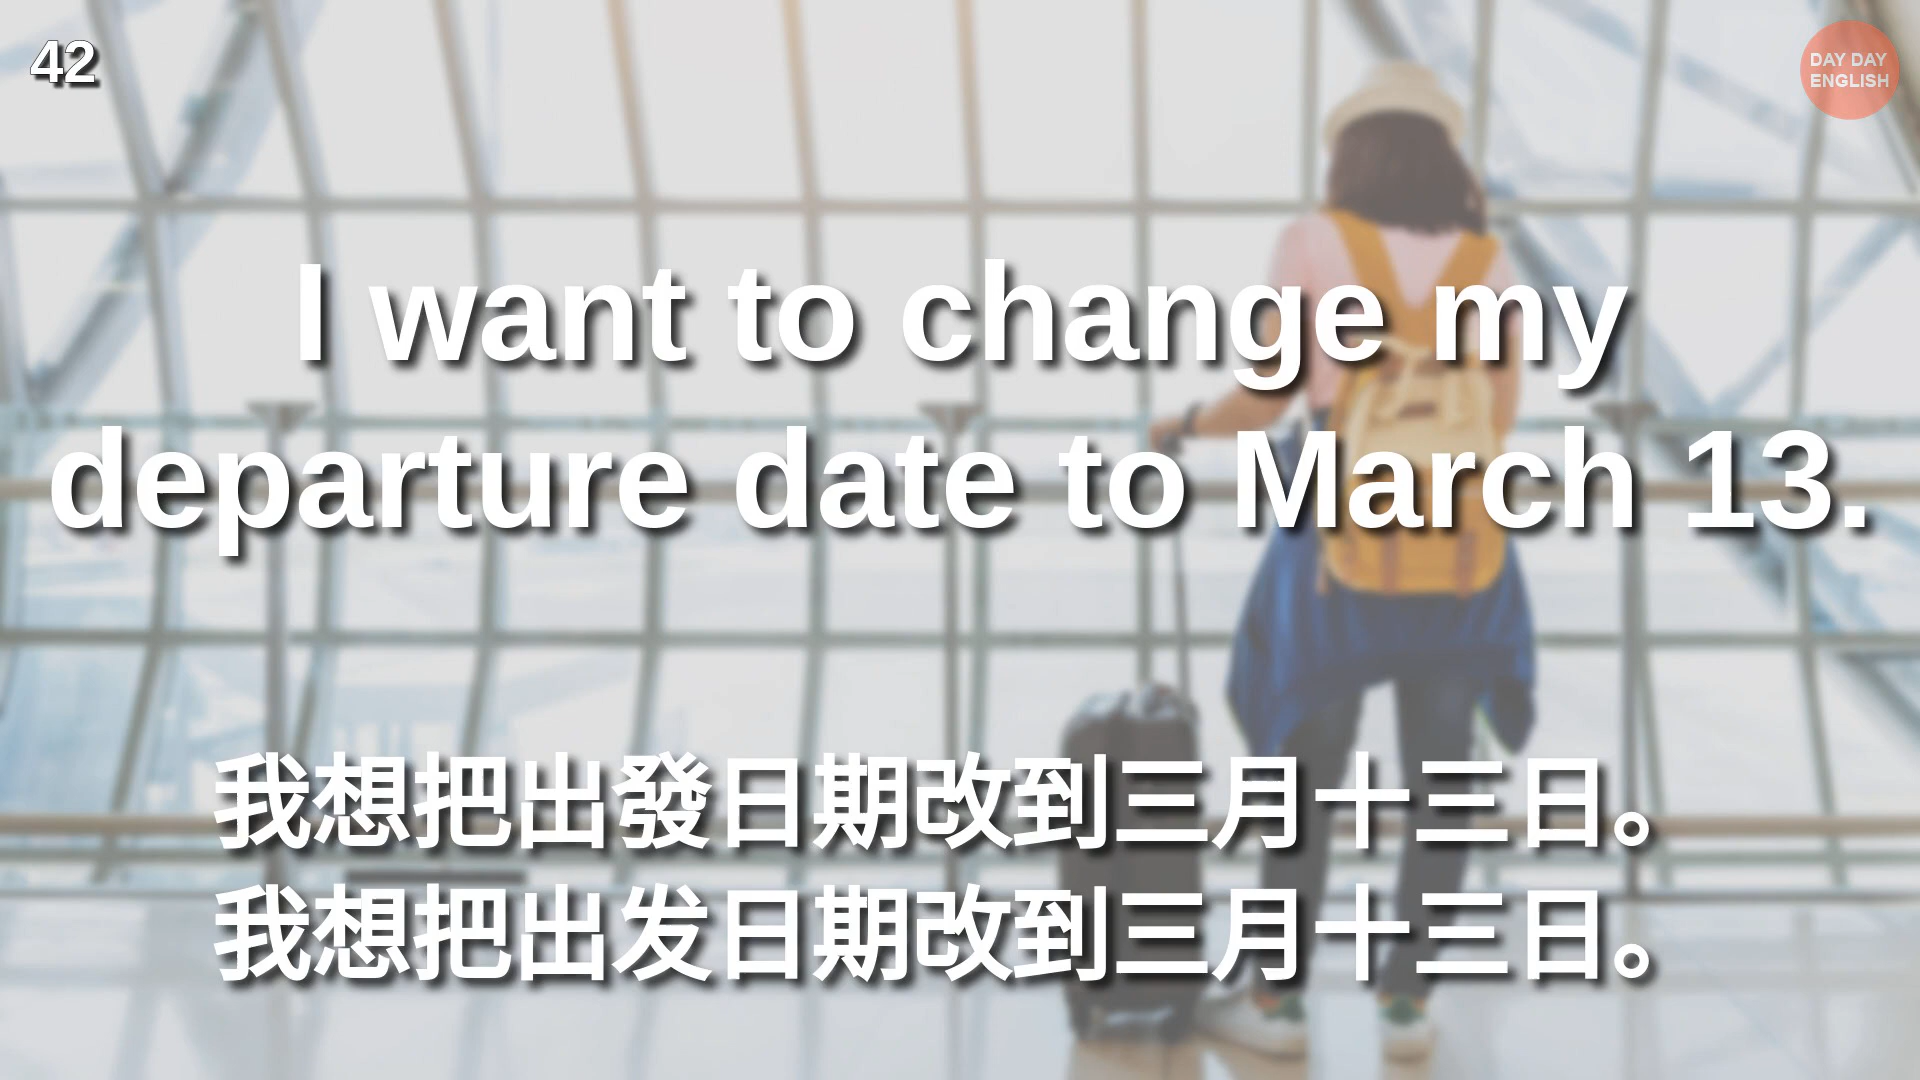 42
DAY DAY
ENGLISH
I want to change my
departure date to March 13.
我想把出發日期改到三月十三日。
我想把出发日期改到三月十三日。